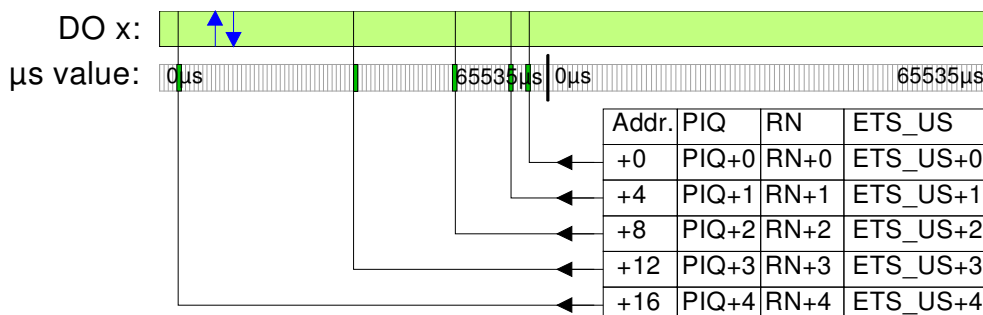 DO x:
µs value: 0µs 65535µs 0µs 65535µs
Addr. PIQ RN ETS_US
+0 PIQ+0 RN+0 ETS_US+0
+4 PIQ+1 RN+1 ETS_US+1
+8 PIQ+2 RN+2 ETS_US+2
+12 PIQ+3 RN+3 ETS_US+3
+16 PIQ+4 RN+4 ETS_US+4